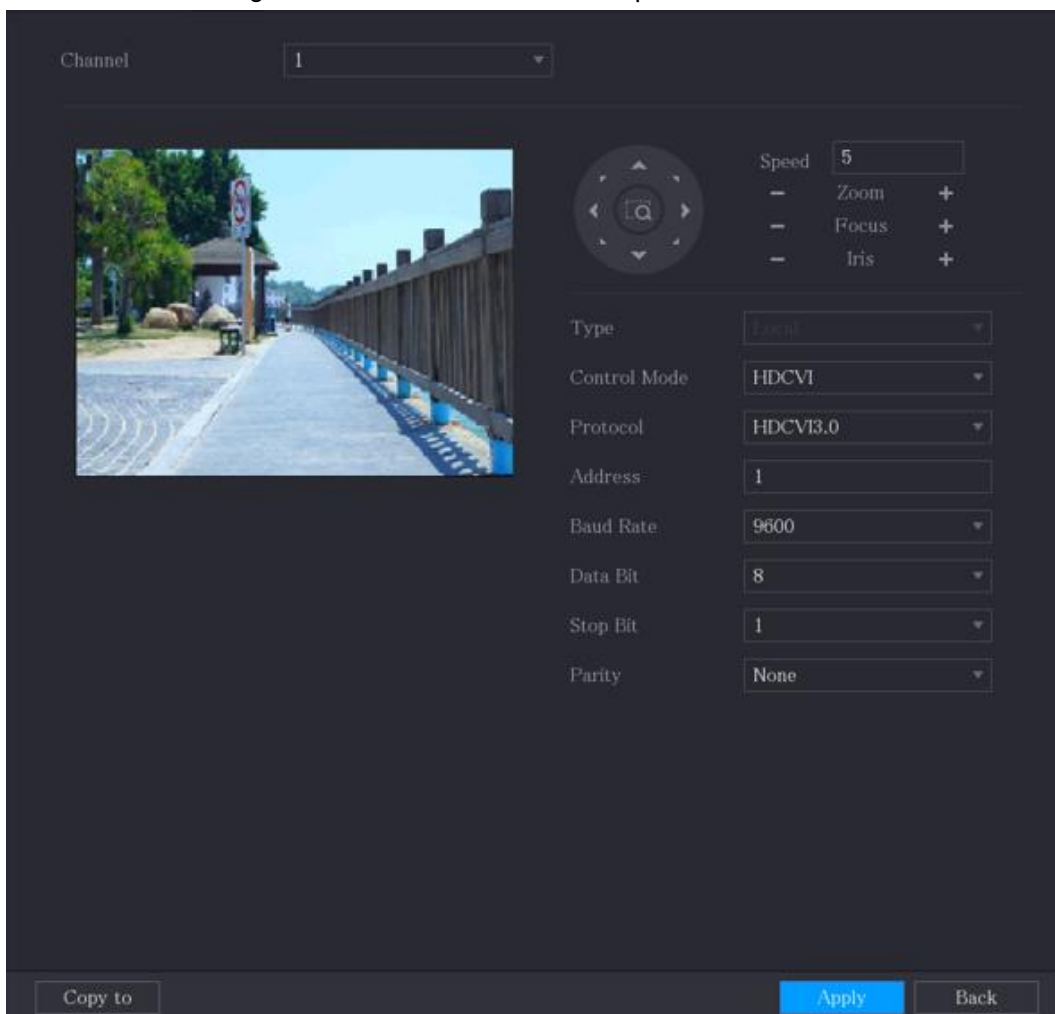 Channel 1
Speed 5
− Zoom +
− Focus +
− Iris +
Type Local
Control Mode HDCVI
Protocol HDCVI3.0
Address 1
Baud Rate 9600
Data Bit 8
Stop Bit 1
Parity None
Copy to Apply Back